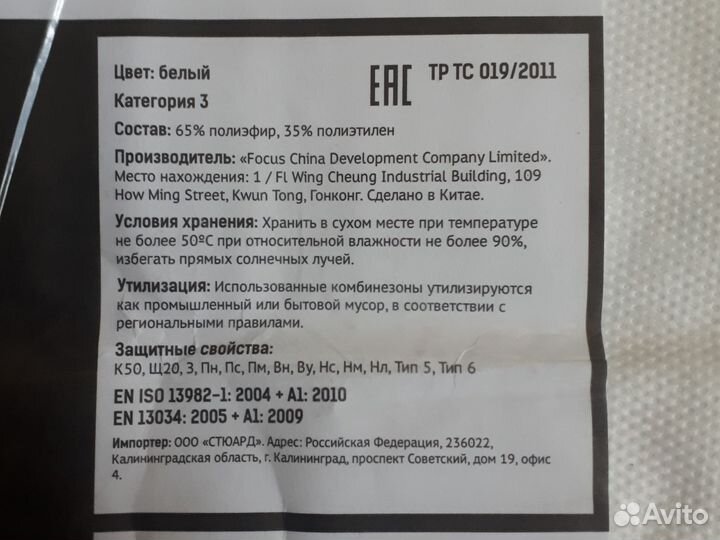 Цвет: белый
EAC ТР ТС 019/2011
Категория 3
Состав: 65% полиэфир, 35% полиэтилен
Производитель: «Focus China Development Company Limited».
Место нахождения: 1 / Fl Wing Cheung Industrial Building, 109
How Ming Street, Kwun Tong, Гонконг. Сделано в Китае.
Условия хранения: Хранить в сухом месте при температуре
не более 50ºС при относительной влажности не более 90%,
избегать прямых солнечных лучей.
Утилизация: Использованные комбинезоны утилизируются
как промышленный или бытовой мусор, в соответствии с
региональными правилами.
Защитные свойства:
К50, Щ20, З, Пн, Пс, Пм, Вн, Ву, Нс, Нм, Нл, Тип 5, Тип 6
EN ISO 13982-1: 2004 + A1: 2010
EN 13034: 2005 + A1: 2009
Импортер: ООО «СТЮАРД». Адрес: Российская Федерация, 236022,
Калининградская область, г. Калининград, проспект Советский, дом 19, офис
4.
Avito